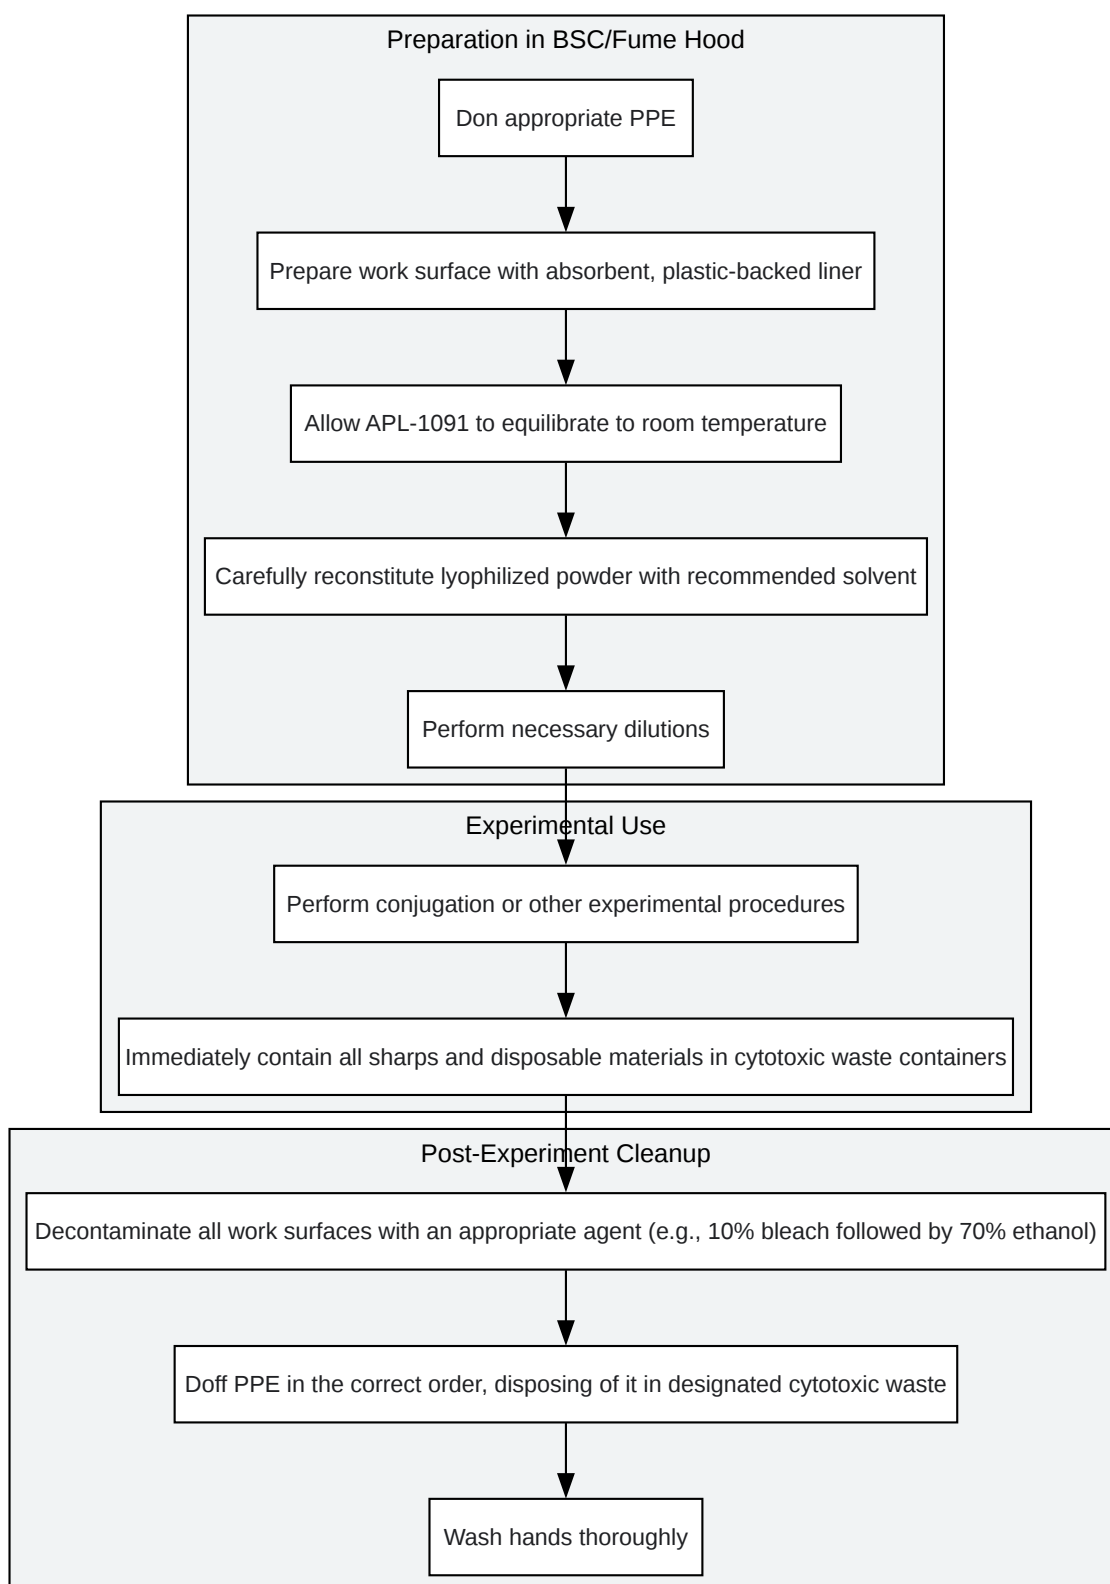 Preparation in BSC/Fume Hood
Don appropriate PPE
Prepare work surface with absorbent, plastic-backed liner
Allow APL-1091 to equilibrate to room temperature
Carefully reconstitute lyophilized powder with recommended solvent
Perform necessary dilutions
Experimental Use
Perform conjugation or other experimental procedures
Immediately contain all sharps and disposable materials in cytotoxic waste containers
Post-Experiment Cleanup
Decontaminate all work surfaces with an appropriate agent (e.g., 10% bleach followed by 70% ethanol)
Doff PPE in the correct order, disposing of it in designated cytotoxic waste
Wash hands thoroughly